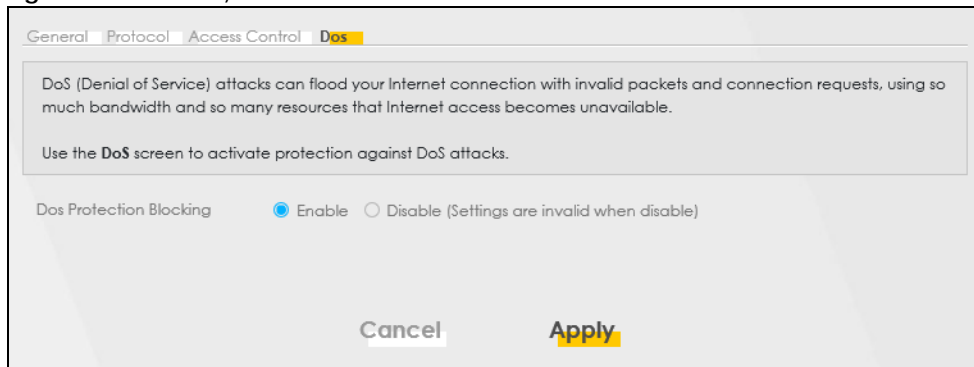 General Protocol Access Control Dos
DoS (Denial of Service) attacks can flood your Internet connection with invalid packets and connection requests, using so
much bandwidth and so many resources that Internet access becomes unavailable.
Use the DoS screen to activate protection against DoS attacks.
Dos Protection Blocking Enable Disable (Settings are invalid when disable)
Cancel Apply